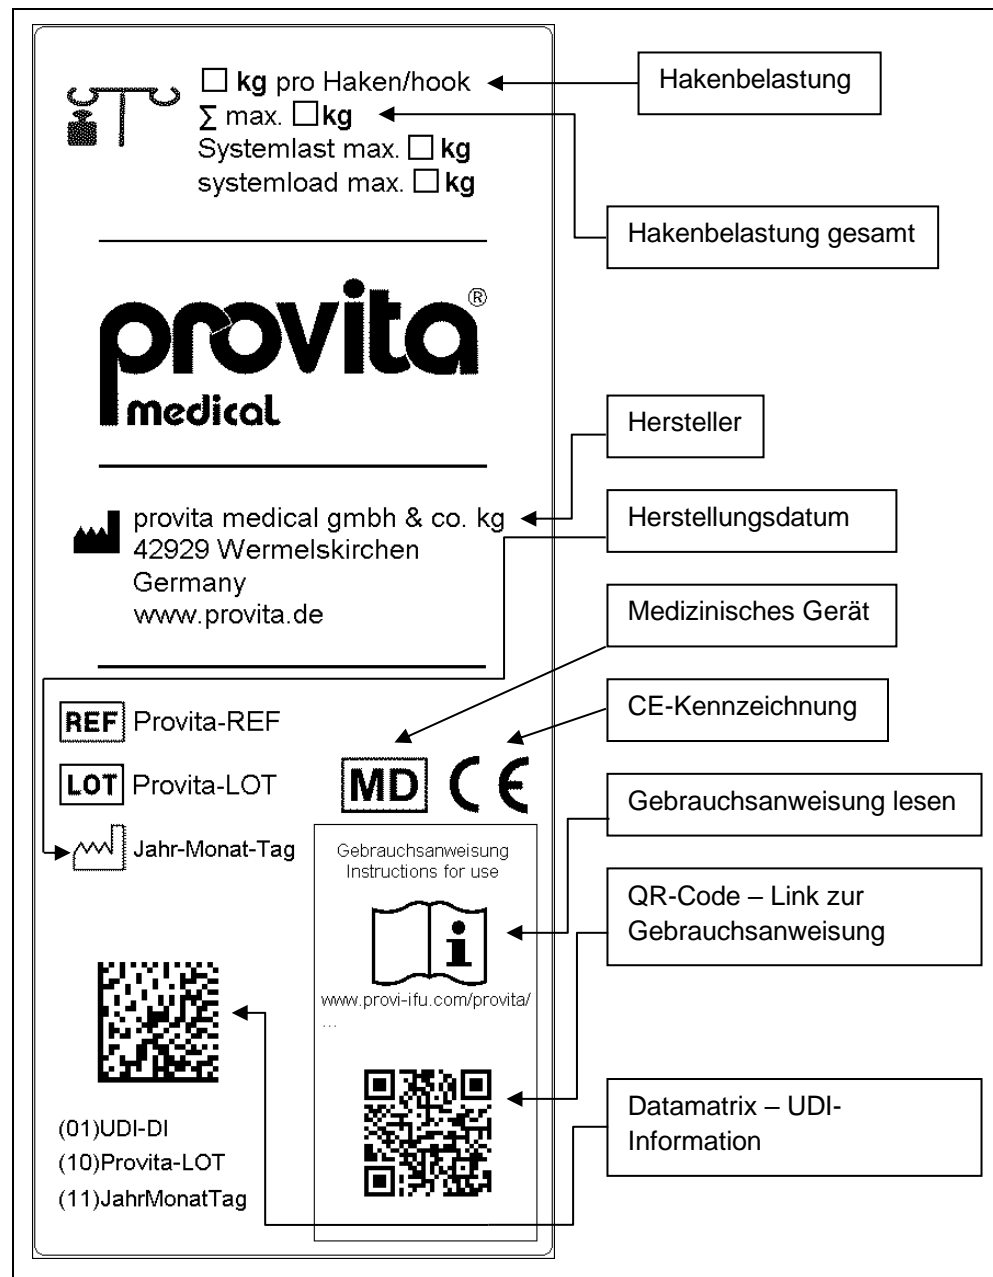 ☐ kg pro Haken/hook
∑ max. ☐ kg
Systemlast max. ☐ kg
systemload max. ☐ kg
Hakenbelastung
Hakenbelastung gesamt
provita®
medical
Hersteller
provita medical gmbh & co. kg
42929 Wermelskirchen
Germany
www.provita.de
Herstellungsdatum
Medizinisches Gerät
CE-Kennzeichnung
REF Provita-REF
LOT Provita-LOT
Jahr-Monat-Tag
MD CE
Gebrauchsanweisung
Instructions for use
i
www.provi-ifu.com/provita/
...
Gebrauchsanweisung lesen
QR-Code – Link zur
Gebrauchsanweisung
Datamatrix – UDI-
Information
(01)UDI-DI
(10)Provita-LOT
(11)JahrMonatTag